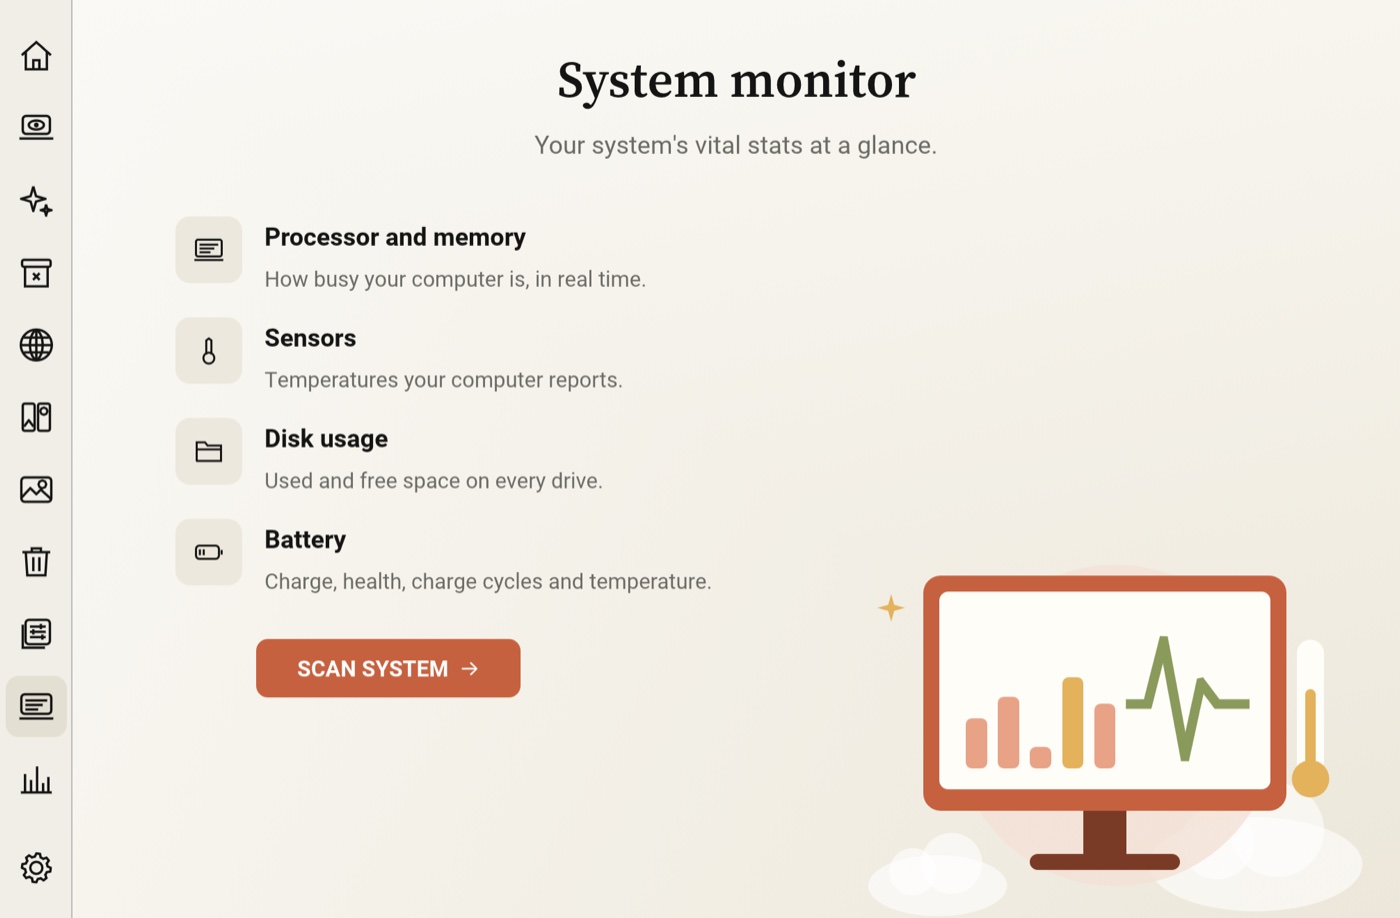 System monitor
Your system's vital stats at a glance.
Processor and memory
How busy your computer is, in real time.
Sensors
Temperatures your computer reports.
Disk usage
Used and free space on every drive.
Battery
Charge, health, charge cycles and temperature.
SCAN SYSTEM →